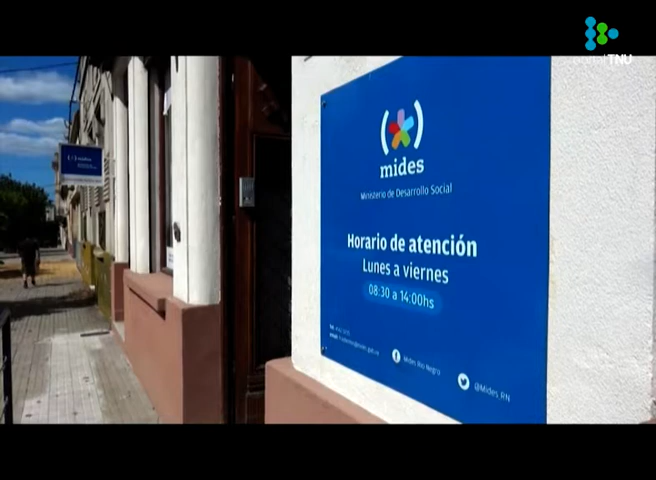 TNU
mides
mides
Ministerio de Desarrollo Social
Horario de atención
Lunes a viernes
08:30 a 14:00hs
Mides Río Negro
@Mides_RN